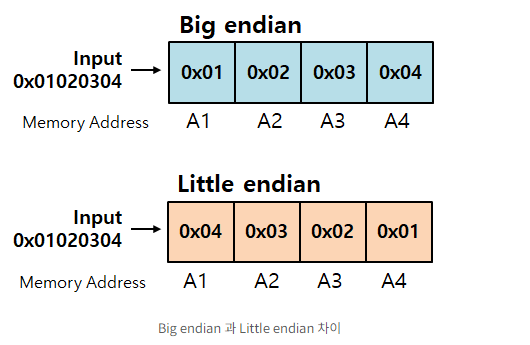 Big endian
Input
0x01020304
0x01 0x02 0x03 0x04
Memory Address A1 A2 A3 A4
Little endian
Input
0x01020304
0x04 0x03 0x02 0x01
Memory Address A1 A2 A3 A4
Big endian 과 Little endian 차이